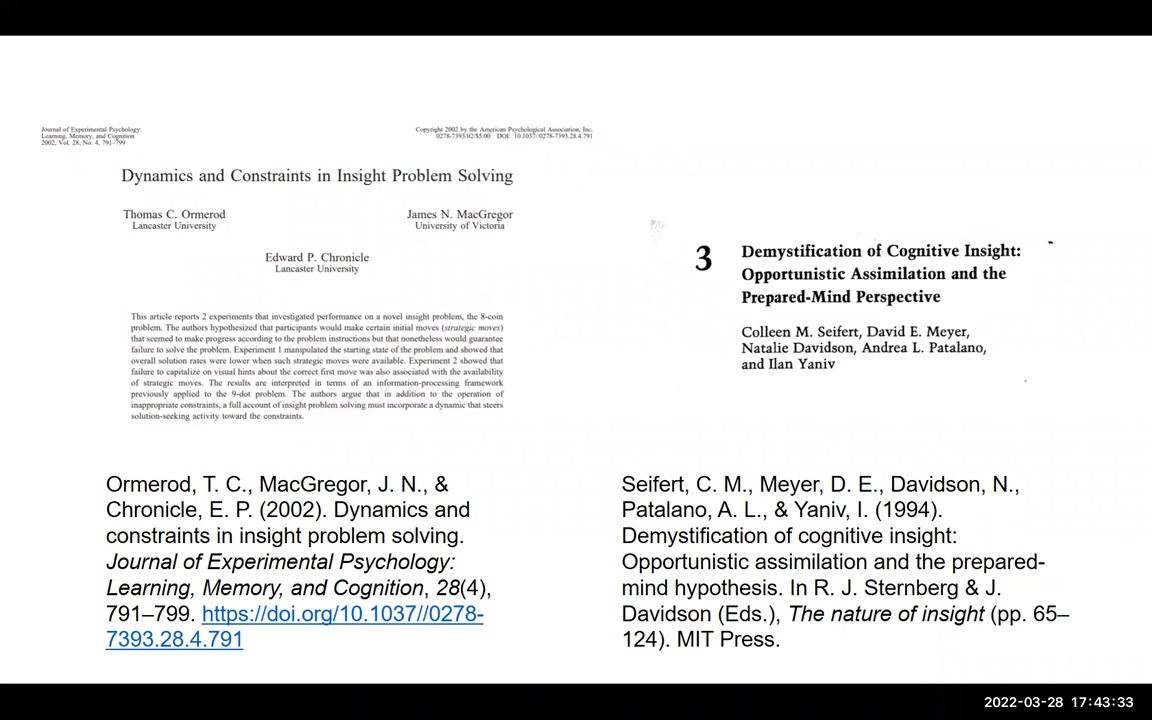 Journal of Experimental Psychology:
Learning, Memory, and Cognition
2002, Vol. 28, No. 4, 791–799
Copyright 2002 by the American Psychological Association, Inc.
0278-7393/02/$5.00 DOI: 10.1037//0278-7393.28.4.791
Dynamics and Constraints in Insight Problem Solving
Thomas C. Ormerod
Lancaster University
James N. MacGregor
University of Victoria
Edward P. Chronicle
Lancaster University
This article reports 2 experiments that investigated performance on a novel insight problem, the 8-coin
problem. The authors hypothesized that participants would make certain initial moves (strategic moves)
that seemed to make progress according to the problem instructions but that nonetheless would guarantee
failure to solve the problem. Experiment 1 manipulated the starting state of the problem and showed that
overall solution rates were lower when such strategic moves were available. Experiment 2 showed that
failure to capitalize on visual hints about the correct first move was also associated with the availability
of strategic moves. The results are interpreted in terms of an information-processing framework
previously applied to the 9-dot problem. The authors argue that in addition to the operation of
inappropriate constraints, a full account of insight problem solving must incorporate a dynamic that steers
solution-seeking activity toward the constraints.
Ormerod, T. C., MacGregor, J. N., &
Chronicle, E. P. (2002). Dynamics and
constraints in insight problem solving.
Journal of Experimental Psychology:
Learning, Memory, and Cognition, 28(4),
791–799. https://doi.org/10.1037//0278-
7393.28.4.791
3
Demystification of Cognitive Insight:
Opportunistic Assimilation and the
Prepared-Mind Perspective
Colleen M. Seifert, David E. Meyer,
Natalie Davidson, Andrea L. Patalano,
and Ilan Yaniv
Seifert, C. M., Meyer, D. E., Davidson, N.,
Patalano, A. L., & Yaniv, I. (1994).
Demystification of cognitive insight:
Opportunistic assimilation and the prepared-
mind hypothesis. In R. J. Sternberg & J.
Davidson (Eds.), The nature of insight (pp. 65–
124). MIT Press.
2022-03-28 17:43:33